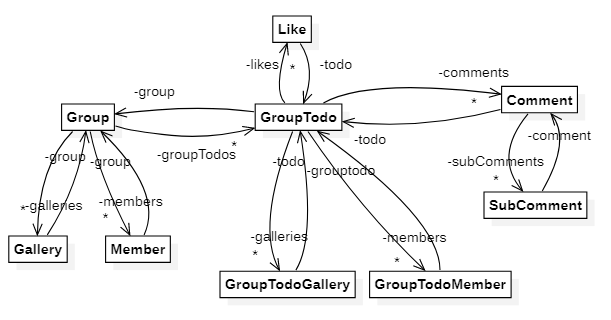 Like
-likes
*
-todo
-comments
*
-group
Group
GroupTodo
Comment
-groupTodos
*
-todo
-comment
-group
-group
-todo
-grouptodo
-subComments
*
*
-galleries
-members
*
SubComment
-galleries
*
-members
*
Gallery
Member
GroupTodoGallery
GroupTodoMember